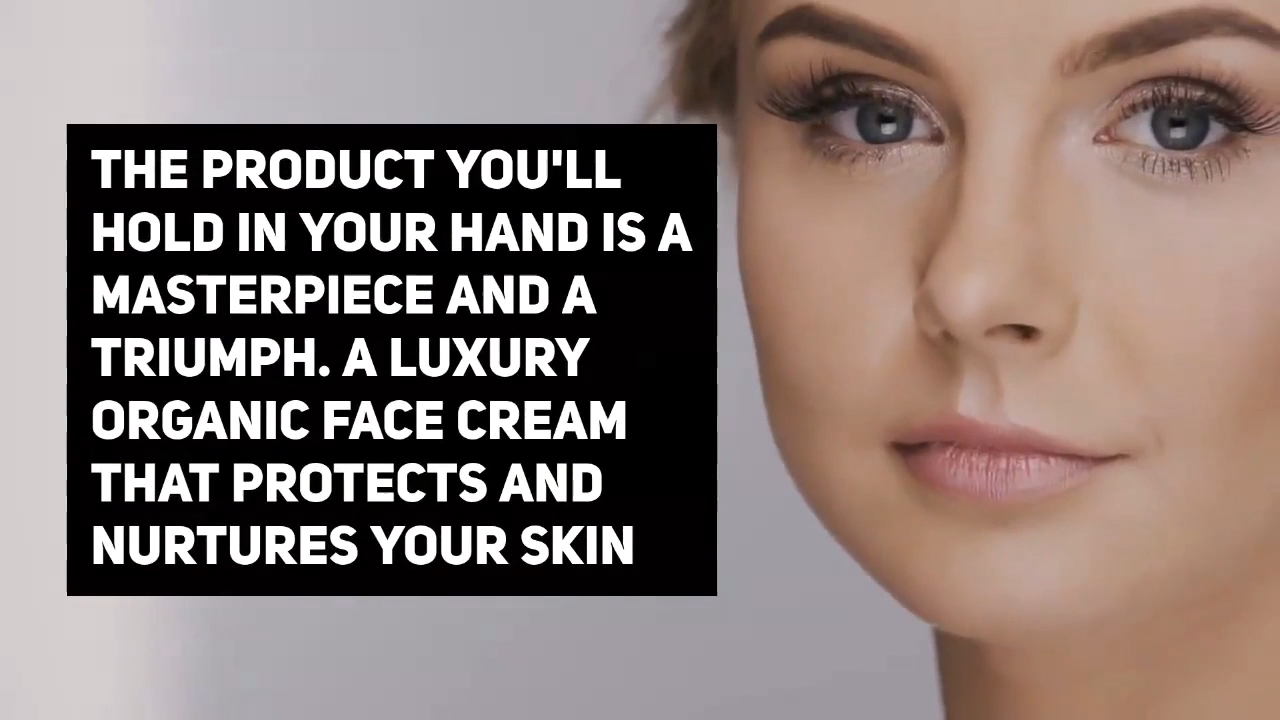 THE PRODUCT YOU'LL
HOLD IN YOUR HAND IS A
MASTERPIECE AND A
TRIUMPH. A LUXURY
ORGANIC FACE CREAM
THAT PROTECTS AND
NURTURES YOUR SKIN